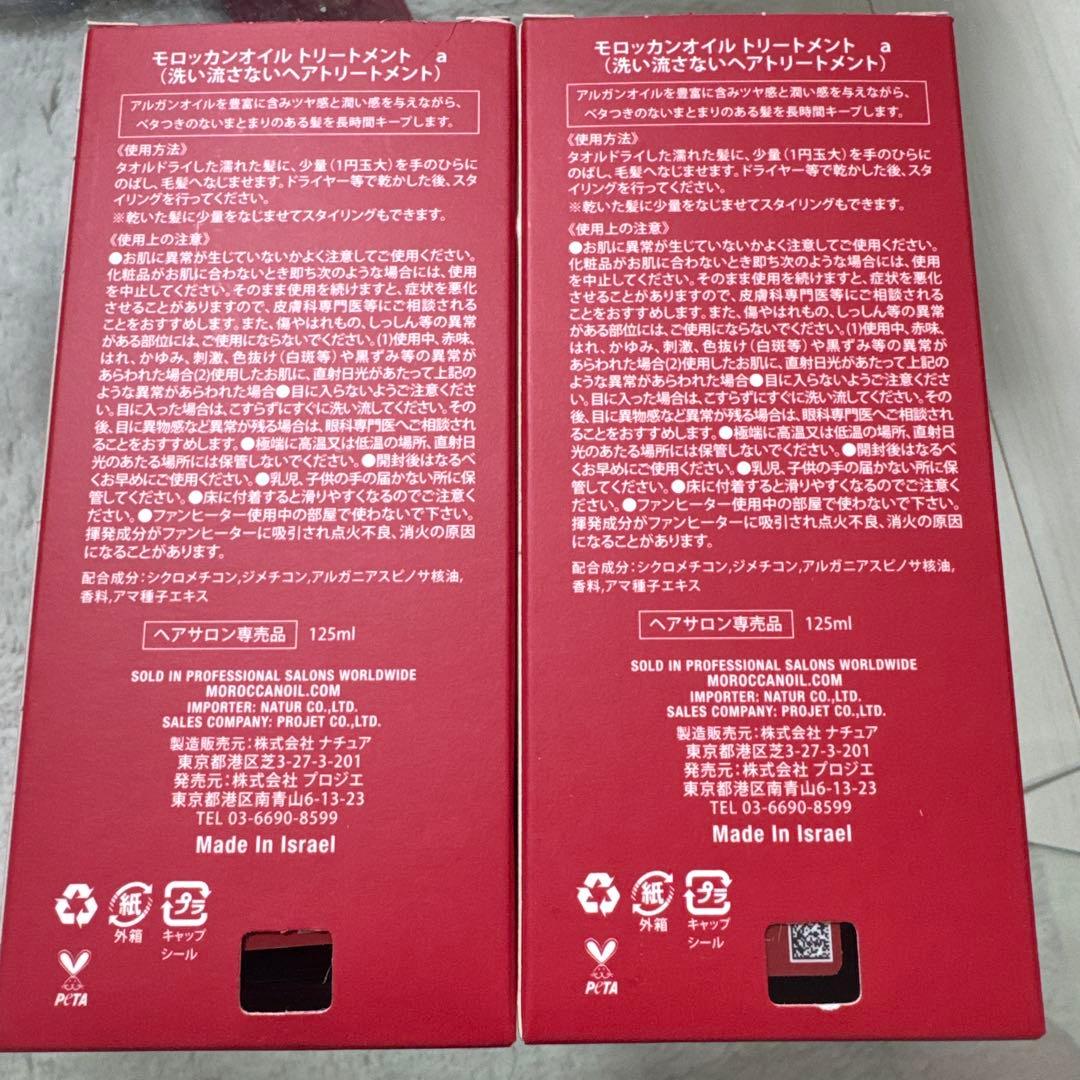 モロッカンオイル トリートメント a
（洗い流さないヘアトリートメント）
アルガンオイルを豊富に含みツヤ感と潤い感を与えながら、
ベタつきのないまとまりのある髪を長時間キープします。
《使用方法》
タオルドライした濡れた髪に、少量（1円玉大）を手のひらに
のばし、毛髪へなじませます。ドライヤー等で乾かした後、スタ
イリングを行ってください。
※乾いた髪に少量をなじませてスタイリングもできます。
《使用上の注意》
●お肌に異常が生じていないかよく注意してご使用ください。
化粧品がお肌に合わないとき即ち次のような場合には、使用
を中止してください。そのまま使用を続けますと、症状を悪化
させることがありますので、皮膚科専門医等にご相談される
ことをおすすめします。また、傷やはれもの、しっしん等の異常
がある部位には、ご使用にならないでください。(1)使用中、赤味、
はれ、かゆみ、刺激、色抜け（白斑等）や黒ずみ等の異常が
あらわれた場合(2)使用したお肌に、直射日光があたって上記の
ような異常があらわれた場合●目に入らないようご注意くださ
い。目に入った場合は、こすらずにすぐに洗い流してください。その
後、目に異物感など異常が残る場合は、眼科専門医へご相談され
ることをおすすめします。●極端に高温又は低温の場所、直射日
光のあたる場所には保管しないでください。●開封後はなるべ
くお早めにご使用ください。●乳児、子供の手の届かない所に保
管してください。●床に付着すると滑りやすくなるのでご注意く
ださい。●ファンヒーター使用中の部屋で使わないで下さい。
揮発成分がファンヒーターに吸引され点火不良、消火の原因
になることがあります。
配合成分：シクロメチコン,ジメチコン,アルガニアスピノサ核油,
香料,アマ種子エキス
ヘアサロン専売品 125ml
SOLD IN PROFESSIONAL SALONS WORLDWIDE
MOROCCANOIL.COM
IMPORTER: NATUR CO.,LTD.
SALES COMPANY: PROJET CO.,LTD.
製造販売元：株式会社 ナチュア
東京都港区芝3-27-3-201
発売元：株式会社 プロジエ
東京都港区南青山6-13-23
TEL 03-6690-8599
Made In Israel
紙 プラ
外箱 キャップ
シール
PeTA
モロッカンオイル トリートメント a
（洗い流さないヘアトリートメント）
アルガンオイルを豊富に含みツヤ感と潤い感を与えながら、
ベタつきのないまとまりのある髪を長時間キープします。
《使用方法》
タオルドライした濡れた髪に、少量（1円玉大）を手のひらに
のばし、毛髪へなじませます。ドライヤー等で乾かした後、スタ
イリングを行ってください。
※乾いた髪に少量をなじませてスタイリングもできます。
《使用上の注意》
●お肌に異常が生じていないかよく注意してご使用ください。
化粧品がお肌に合わないとき即ち次のような場合には、使用
を中止してください。そのまま使用を続けますと、症状を悪化
させることがありますので、皮膚科専門医等にご相談される
ことをおすすめします。また、傷やはれもの、しっしん等の異常
がある部位には、ご使用にならないでください。(1)使用中、赤味、
はれ、かゆみ、刺激、色抜け（白斑等）や黒ずみ等の異常が
あらわれた場合(2)使用したお肌に、直射日光があたって上記の
ような異常があらわれた場合●目に入らないようご注意くださ
い。目に入った場合は、こすらずにすぐに洗い流してください。その
後、目に異物感など異常が残る場合は、眼科専門医へご相談され
ることをおすすめします。●極端に高温又は低温の場所、直射日
光のあたる場所には保管しないでください。●開封後はなるべ
くお早めにご使用ください。●乳児、子供の手の届かない所に保
管してください。●床に付着すると滑りやすくなるのでご注意く
ださい。●ファンヒーター使用中の部屋で使わないで下さい。
揮発成分がファンヒーターに吸引され点火不良、消火の原因
になることがあります。
配合成分：シクロメチコン,ジメチコン,アルガニアスピノサ核油,
香料,アマ種子エキス
ヘアサロン専売品 125ml
SOLD IN PROFESSIONAL SALONS WORLDWIDE
MOROCCANOIL.COM
IMPORTER: NATUR CO.,LTD.
SALES COMPANY: PROJET CO.,LTD.
製造販売元：株式会社 ナチュア
東京都港区芝3-27-3-201
発売元：株式会社 プロジエ
東京都港区南青山6-13-23
TEL 03-6690-8599
Made In Israel
紙 プラ
外箱 キャップ
シール
PeTA